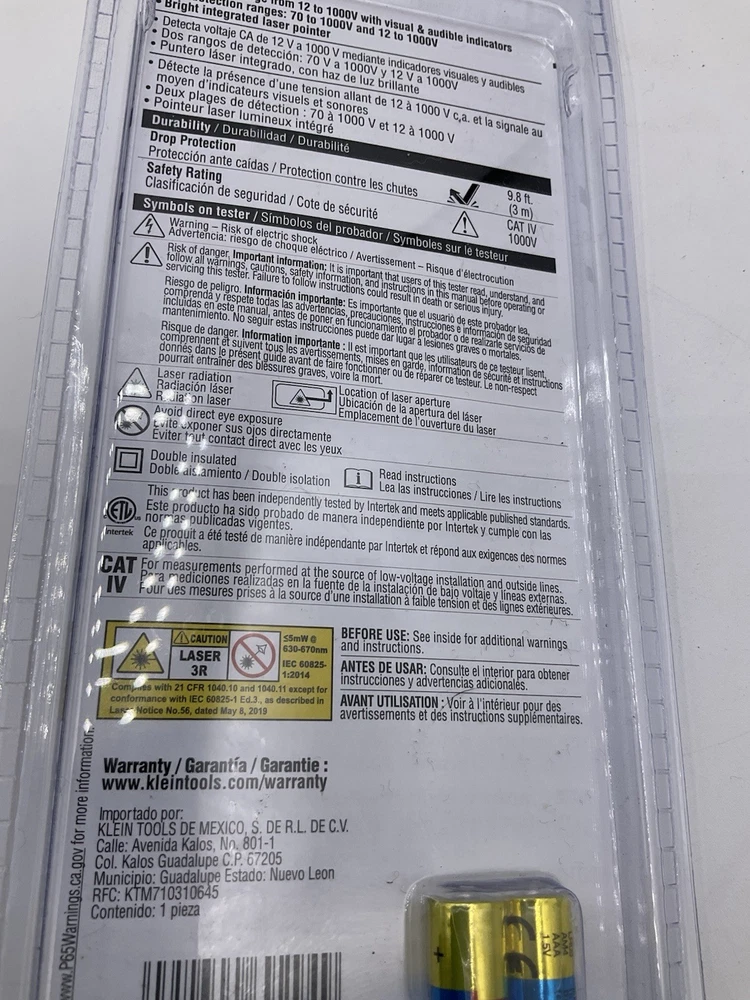 from 12 to 1000V with visual & audible indicators
ranges: 70 to 1000V and 12 to 1000V
• Bright integrated laser pointer
• Detecta voltaje CA de 12 V a 1000 V mediante indicadores visuales y audibles
• Dos rangos de detección: 70 V a 1000V y 12 V a 1000V
• Puntero láser integrado, con haz de luz brillante
• Détecte la présence d'une tension allant de 12 à 1000 V c.a. et la signale au
moyen d'indicateurs visuels et sonores
• Deux plages de détection : 70 à 1000 V et 12 à 1000 V
• Pointeur laser lumineux intégré
Durability / Durabilidad / Durabilité
Drop Protection
Protección ante caídas / Protection contre les chutes
9.8 ft.
(3 m)
Safety Rating
Clasificación de seguridad / Cote de sécurité
CAT IV
1000V
Symbols on tester / Símbolos del probador / Symboles sur le testeur
Warning – Risk of electric shock
Advertencia: riesgo de choque eléctrico / Avertissement – Risque d'électrocution
Risk of danger. Important information: It is important that users of this tester read, understand, and
follow all warnings, cautions, safety information, and instructions in this manual before operating or
servicing this tester. Failure to follow instructions could result in death or serious injury.
Riesgo de peligro. Información importante: Es importante que el usuario de este probador lea,
comprenda y respete todas las advertencias, precauciones, instrucciones e información de seguridad
incluidas en este manual, antes de poner en funcionamiento el probador o de realizarle servicios de
mantenimiento. No seguir estas instrucciones puede dar lugar a lesiones graves o mortales.
Risque de danger. Information importante : Il est important que les utilisateurs de ce testeur lisent,
comprennent et suivent tous les avertissements, mises en garde, information de sécurité et instructions
donnés dans le présent guide avant de faire fonctionner ou de réparer ce testeur. Le non-respect
pourrait entraîner des blessures graves, voire la mort.
Laser radiation
Radiación láser
Radiation laser
Location of laser aperture
Ubicación de la apertura del láser
Emplacement de l'ouverture du laser
Avoid direct eye exposure
Evite exponer sus ojos directamente
Éviter tout contact direct avec les yeux
Double insulated
Doble aislamiento / Double isolation
Read instructions
Lea las instrucciones / Lire les instructions
ETL
us
Intertek
This product has been independently tested by Intertek and meets applicable published standards.
Este producto ha sido probado de manera independiente por Intertek y cumple con las
normas publicadas vigentes.
Ce produit a été testé de manière indépendante par Intertek et répond aux exigences des normes
applicables.
CAT
IV
For measurements performed at the source of low-voltage installation and outside lines.
Para mediciones realizadas en la fuente de la instalación de bajo voltaje y líneas externas.
Pour des mesures prises à la source d'une installation à faible tension et des lignes extérieures.
CAUTION
LASER
3R
≤5mW @
630-670nm
IEC 60825-
1:2014
Complies with 21 CFR 1040.10 and 1040.11 except for
conformance with IEC 60825-1 Ed.3., as described in
Laser Notice No.56, dated May 8, 2019
BEFORE USE: See inside for additional warnings
and instructions.
ANTES DE USAR: Consulte el interior para obtener
instrucciones y advertencias adicionales.
AVANT UTILISATION : Voir à l'intérieur pour des
avertissements et des instructions supplémentaires.
Warranty / Garantía / Garantie :
www.kleintools.com/warranty
Importado por:
KLEIN TOOLS DE MEXICO, S. DE R.L. DE C.V.
Calle: Avenida Kalos, No. 801-1
Col. Kalos Guadalupe C.P. 67205
Municipio: Guadalupe Estado: Nuevo Leon
RFC: KTM710310645
Contenido: 1 pieza
www.P65Warnings.ca.gov for more information.
+
CE
AM4
AAA
1.5V